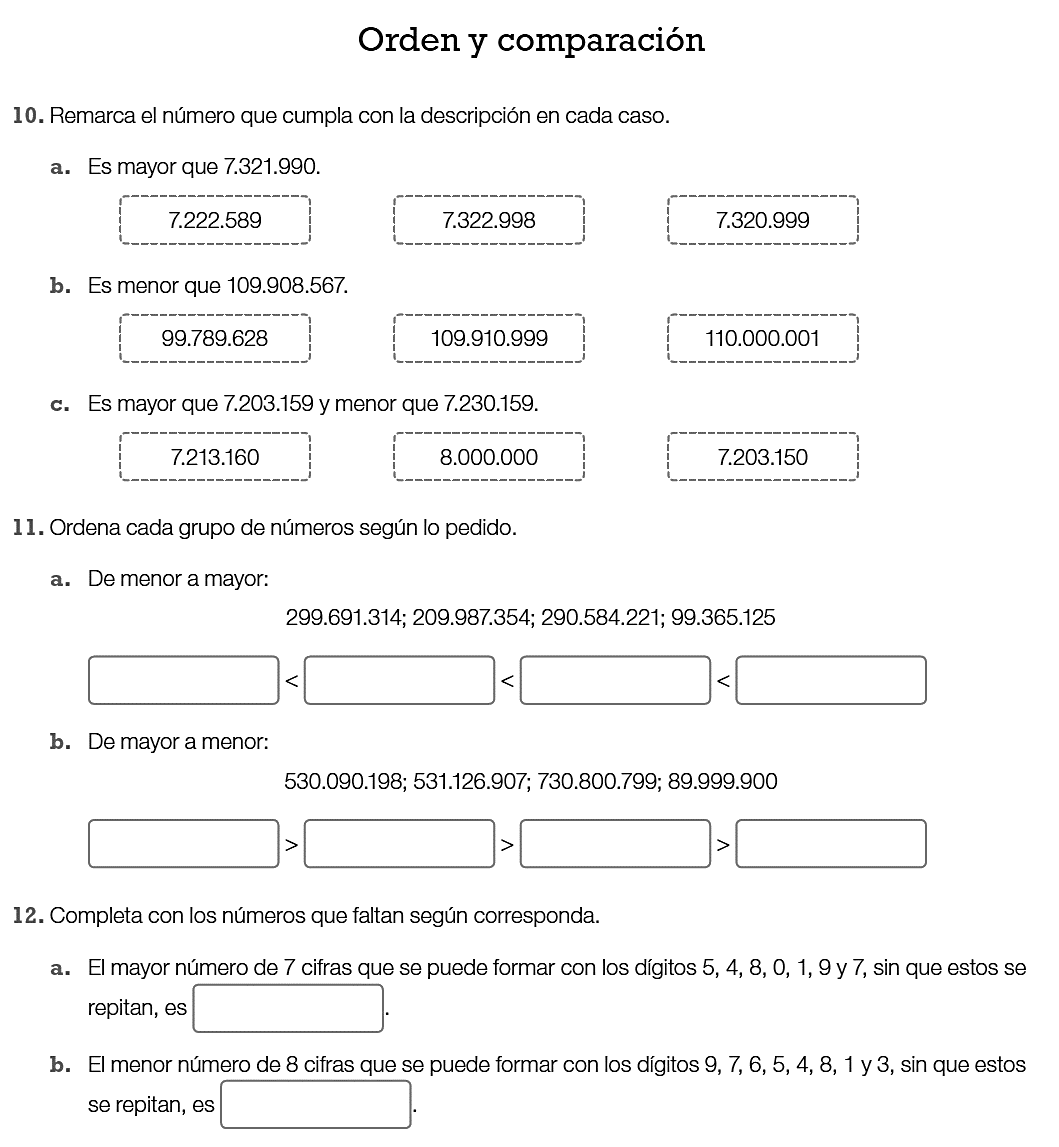 Orden y comparación
10. Remarca el número que cumpla con la descripción en cada caso.
a. Es mayor que 7.321.990.
7.222.589 7.322.998 7.320.999
b. Es menor que 109.908.567.
99.789.628 109.910.999 110.000.001
c. Es mayor que 7.203.159 y menor que 7.230.159.
7.213.160 8.000.000 7.203.150
11. Ordena cada grupo de números según lo pedido.
a. De menor a mayor:
299.691.314; 209.987.354; 290.584.221; 99.365.125
< < <
b. De mayor a menor:
530.090.198; 531.126.907; 730.800.799; 89.999.900
> > >
12. Completa con los números que faltan según corresponda.
a. El mayor número de 7 cifras que se puede formar con los dígitos 5, 4, 8, 0, 1, 9 y 7, sin que estos se
repitan, es .
b. El menor número de 8 cifras que se puede formar con los dígitos 9, 7, 6, 5, 4, 8, 1 y 3, sin que estos
se repitan, es .